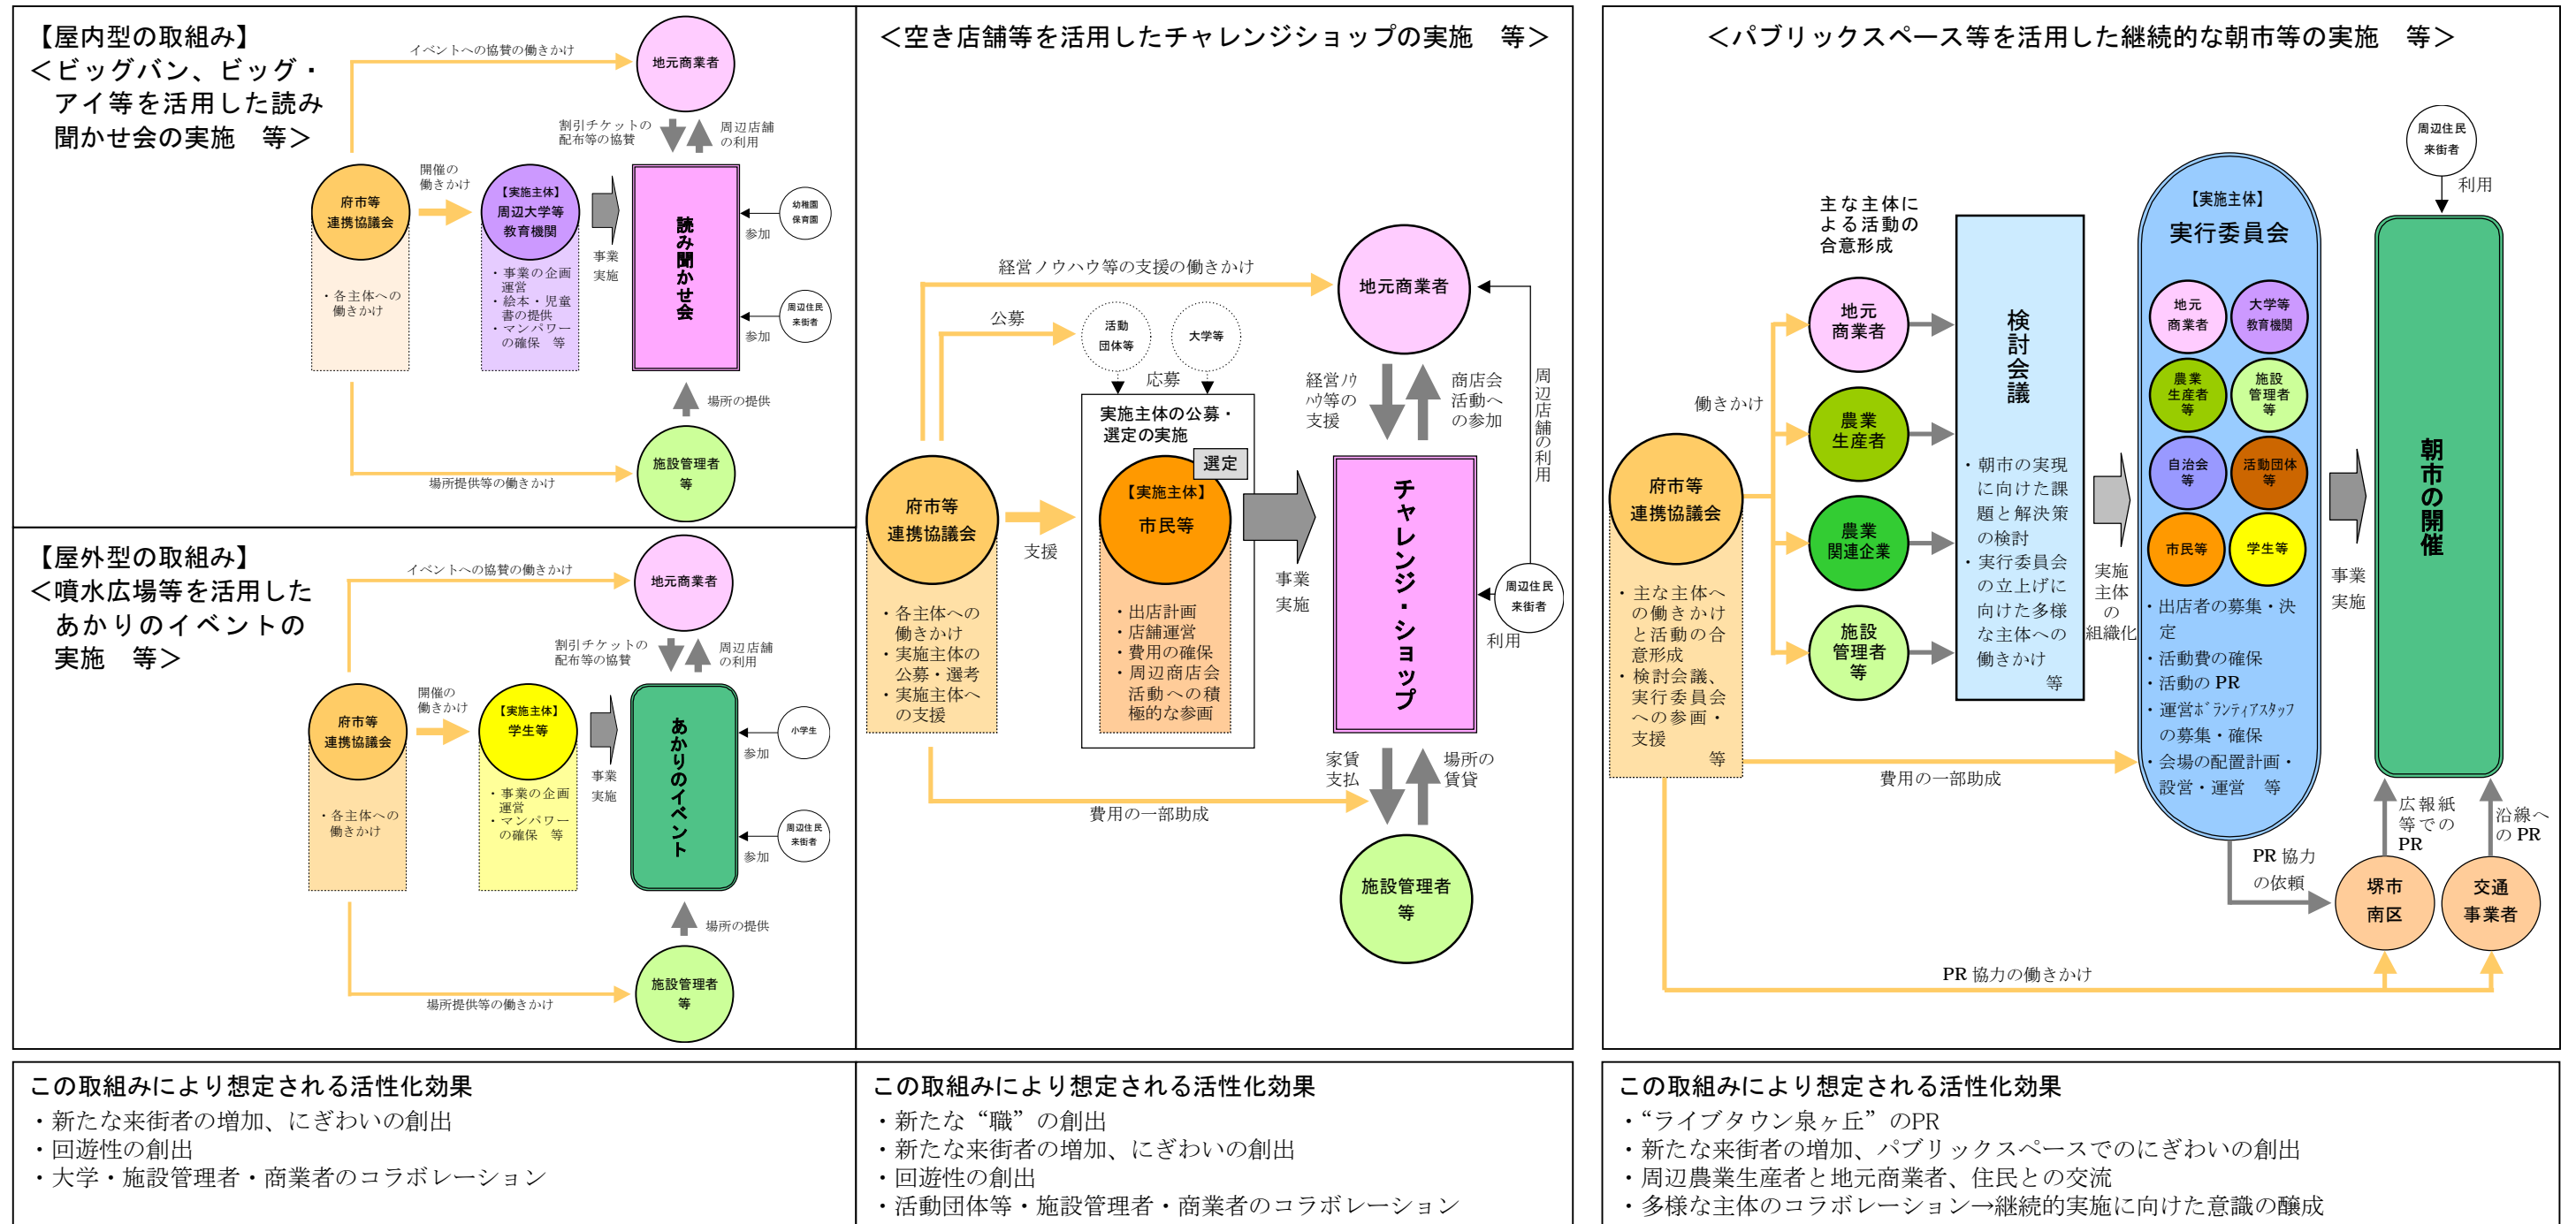 【屋内型の取組み】
＜ビッグバン、ビッグ・
アイ等を活用した読み
聞かせ会の実施　等＞
イベントへの協賛の働きかけ
地元商業者
割引チケットの
配布等の協賛
周辺店舗
の利用
府市等
連携協議会
・各主体への
働きかけ
開催の
働きかけ
【実施主体】
周辺大学等
教育機関
・事業の企画
運営
・絵本・児童
書の提供
・マンパワー
の確保　等
事業
実施
読み聞かせ会
幼稚園
保育園
参加
周辺住民
来街者
参加
場所の提供
施設管理者
等
場所提供等の働きかけ
【屋外型の取組み】
＜噴水広場等を活用した
あかりのイベントの
実施　等＞
イベントへの協賛の働きかけ
地元商業者
割引チケットの
配布等の協賛
周辺店舗
の利用
府市等
連携協議会
・各主体への
働きかけ
開催の
働きかけ
【実施主体】
学生等
・事業の企画
運営
・マンパワー
の確保　等
事業
実施
あかりのイベント
小学生
参加
周辺住民
来街者
参加
場所の提供
施設管理者
等
場所提供等の働きかけ
＜空き店舗等を活用したチャレンジショップの実施　等＞
経営ノウハウ等の支援の働きかけ
地元商業者
公募
活動
団体等
大学等
応募
実施主体の公募・
選定の実施
選定
府市等
連携協議会
・各主体への
働きかけ
・実施主体の
公募・選考
・実施主体へ
の支援
支援
【実施主体】
市民等
・出店計画
・店舗運営
・費用の確保
・周辺商店会
活動への積
極的な参画
事業
実施
経営ﾉｳ
ﾊｳ等の
支援
商店会
活動へ
の参加
周辺店舗の利用
チャレンジ・ショップ
周辺住民
来街者
利用
家賃
支払
場所の
賃貸
費用の一部助成
施設管理者
等
＜パブリックスペース等を活用した継続的な朝市等の実施　等＞
周辺住民
来街者
利用
主な主体に
よる活動の
合意形成
働きかけ
府市等
連携協議会
・主な主体へ
の働きかけ
と活動の合
意形成
・検討会議、
実行委員会
への参画・
支援
等
地元
商業者
農業
生産者
農業
関連企業
施設
管理者
等
検討会議
・朝市の実現
に向けた課
題と解決策
の検討
・実行委員会
の立上げに
向けた多様
な主体への
働きかけ
等
実施
主体
の
組織化
【実施主体】
実行委員会
地元
商業者
大学等
教育機関
農業
生産者
等
施設
管理者
等
自治会
等
活動団体
等
市民等
学生等
・出店者の募集・決
定
・活動費の確保
・活動の PR
・運営ﾎﾞﾗﾝﾃｨｱｽﾀｯﾌ
の募集・確保
・会場の配置計画・
設営・運営　等
事業
実施
朝市の開催
費用の一部助成
広報紙
等での
PR
沿線へ
の PR
PR 協力
の依頼
堺市
南区
交通
事業者
PR 協力の働きかけ
この取組みにより想定される活性化効果
・新たな来街者の増加、にぎわいの創出
・回遊性の創出
・大学・施設管理者・商業者のコラボレーション
この取組みにより想定される活性化効果
・新たな“職”の創出
・新たな来街者の増加、にぎわいの創出
・回遊性の創出
・活動団体等・施設管理者・商業者のコラボレーション
この取組みにより想定される活性化効果
・“ライブタウン泉ヶ丘”のPR
・新たな来街者の増加、パブリックスペースでのにぎわいの創出
・周辺農業生産者と地元商業者、住民との交流
・多様な主体のコラボレーション→継続的実施に向けた意識の醸成